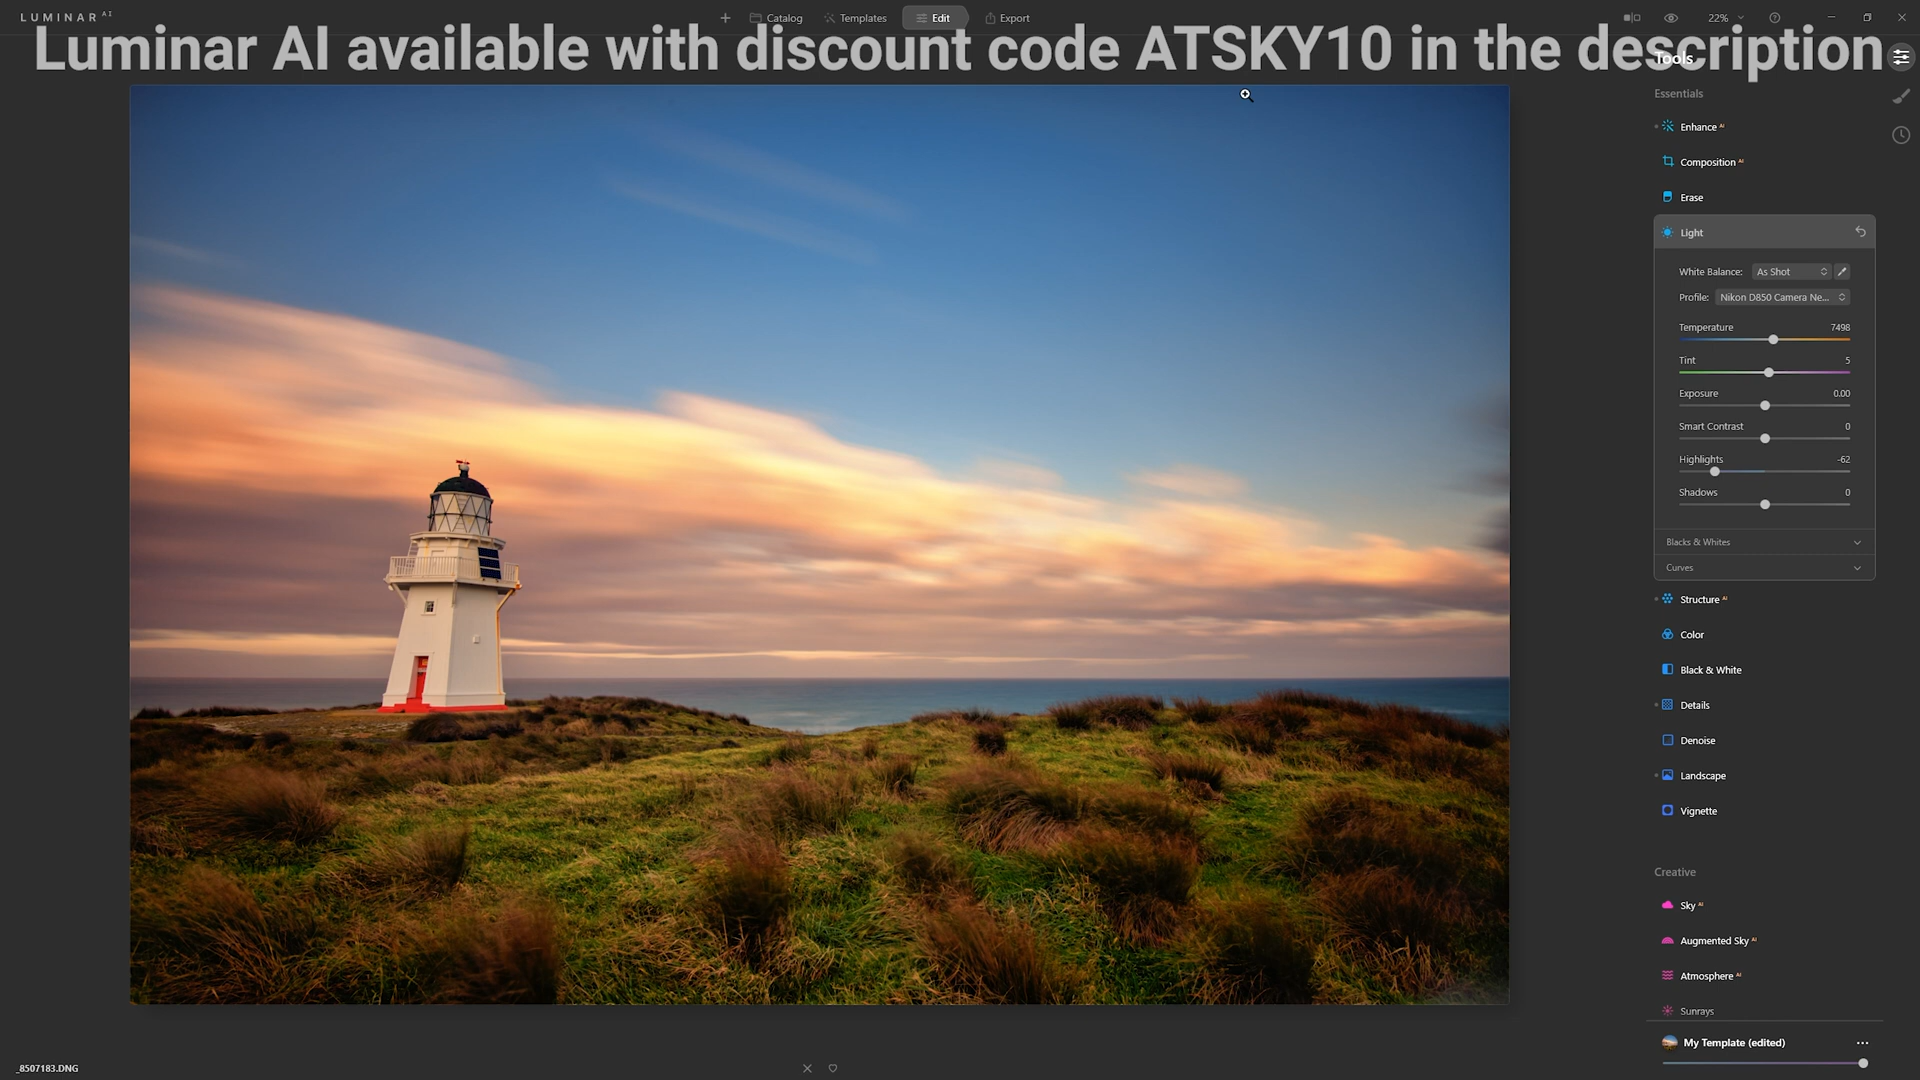 LUMINAR AI
Catalog
Templates
Edit
Export
22%
Luminar AI available with discount code ATSKY10 in the description
Tools
Essentials
Enhance AI
Composition AI
Erase
Light
White Balance: As Shot
Profile: Nikon D850 Camera Ne...
Temperature 7498
Tint 5
Exposure 0.00
Smart Contrast 0
Highlights -62
Shadows 0
Blacks & Whites
Curves
Structure AI
Color
Black & White
Details
Denoise
Landscape
Vignette
Creative
Sky AI
Augmented Sky AI
Atmosphere AI
Sunrays
My Template (edited)
_8507183.DNG